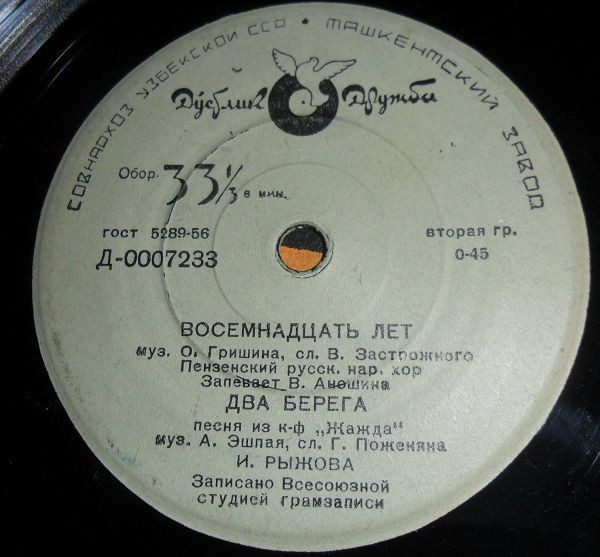 СОВНАРХОЗ УЗБЕКСКОЙ ССР • ТАШКЕНТСКИЙ ЗАВОД
Дўслик Дружба
Обор. 33⅓ в мин.
гост 5289-56 вторая гр.
Д-0007233 0-45
ВОСЕМНАДЦАТЬ ЛЕТ
муз. О. Гришина, сл. В. Застрожного
Пензенский русск. нар. хор
Запевает В. Аношина
ДВА БЕРЕГА
песня из к-ф „Жажда"
муз. А. Эшпая, сл. Г. Поженяна
И. РЫЖОВА
Записано Всесоюзной
студией грамзаписи